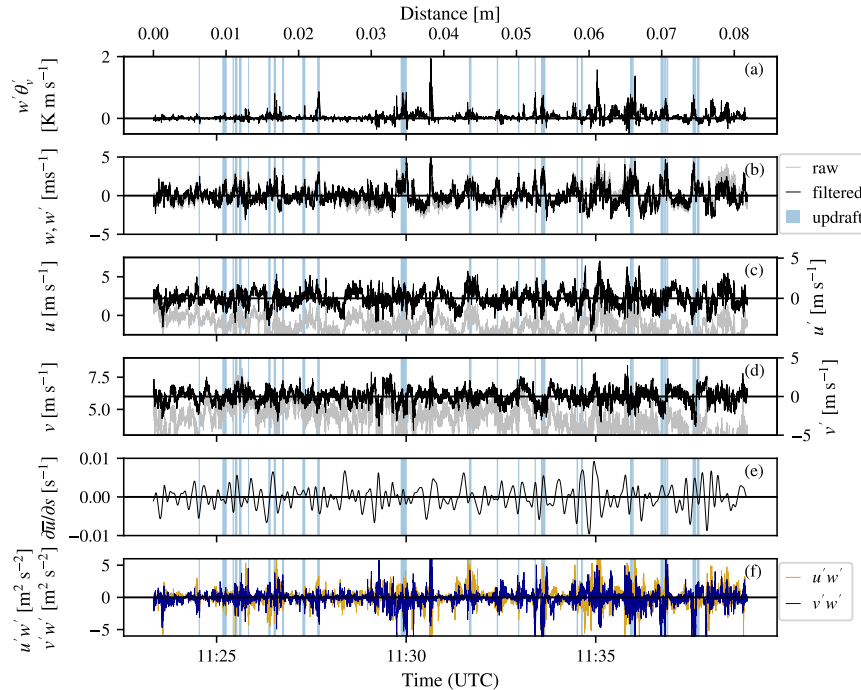 Distance [m]
0.00 0.01 0.02 0.03 0.04 0.05 0.06 0.07 0.08
w′θ′ᵥ
[K m s⁻¹]
2
0
(a)
w, w′ [ms⁻¹]
5
0
−5
(b)
raw
filtered
updraft
u [m s⁻¹]
5
0
(c)
5
0
u′ [m s⁻¹]
v [m s⁻¹]
7.5
5.0
(d)
5
0
−5
v′ [m s⁻¹]
∂u̅/∂s [s⁻¹]
0.01
0.00
−0.01
(e)
u′w′ [m² s⁻²]
v′w′ [m² s⁻²]
5
0
−5
(f)
u′w′
v′w′
11:25 11:30 11:35
Time (UTC)